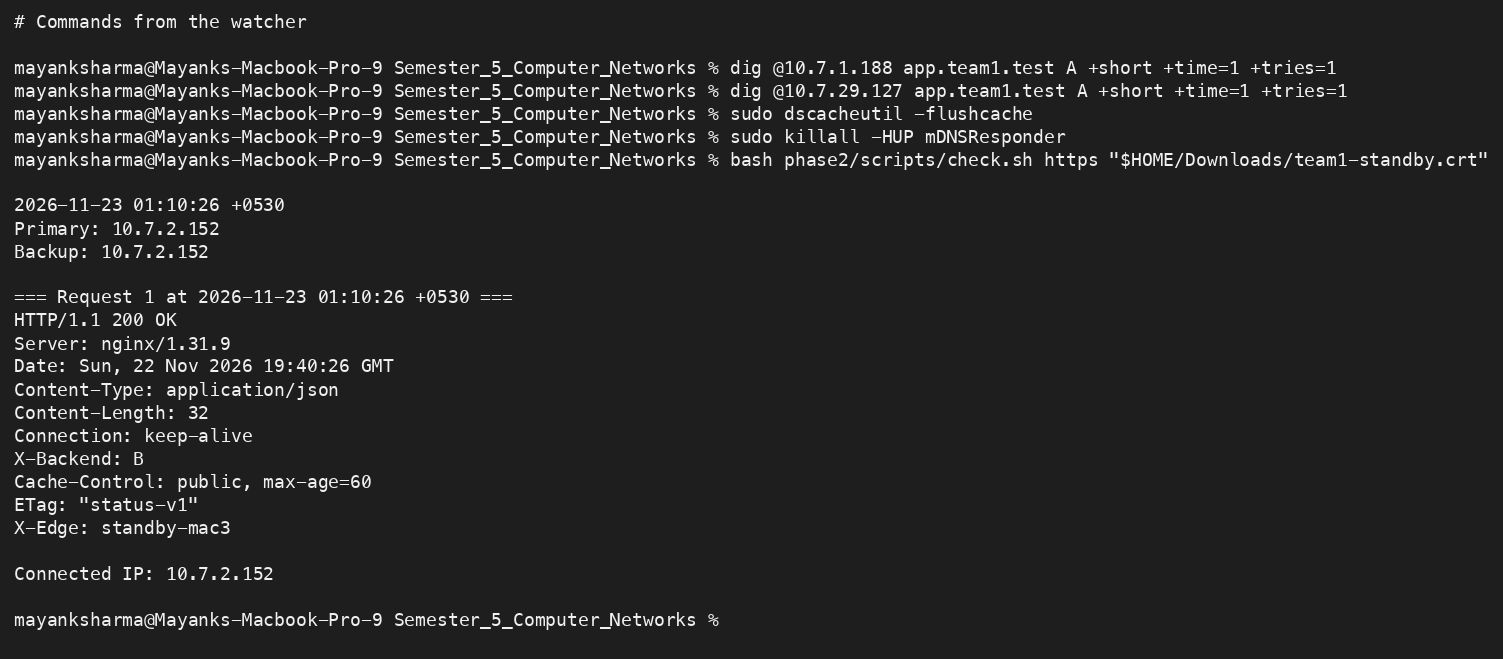 # Commands from the watcher
mayanksharma@Mayanks-Macbook-Pro-9 Semester_5_Computer_Networks % dig @10.7.1.188 app.team1.test A +short +time=1 +tries=1
mayanksharma@Mayanks-Macbook-Pro-9 Semester_5_Computer_Networks % dig @10.7.29.127 app.team1.test A +short +time=1 +tries=1
mayanksharma@Mayanks-Macbook-Pro-9 Semester_5_Computer_Networks % sudo dscacheutil -flushcache
mayanksharma@Mayanks-Macbook-Pro-9 Semester_5_Computer_Networks % sudo killall -HUP mDNSResponder
mayanksharma@Mayanks-Macbook-Pro-9 Semester_5_Computer_Networks % bash phase2/scripts/check.sh https "$HOME/Downloads/team1-standby.crt"
2026-11-23 01:10:26 +0530
Primary: 10.7.2.152
Backup: 10.7.2.152
=== Request 1 at 2026-11-23 01:10:26 +0530 ===
HTTP/1.1 200 OK
Server: nginx/1.31.9
Date: Sun, 22 Nov 2026 19:40:26 GMT
Content-Type: application/json
Content-Length: 32
Connection: keep-alive
X-Backend: B
Cache-Control: public, max-age=60
ETag: "status-v1"
X-Edge: standby-mac3
Connected IP: 10.7.2.152
mayanksharma@Mayanks-Macbook-Pro-9 Semester_5_Computer_Networks %